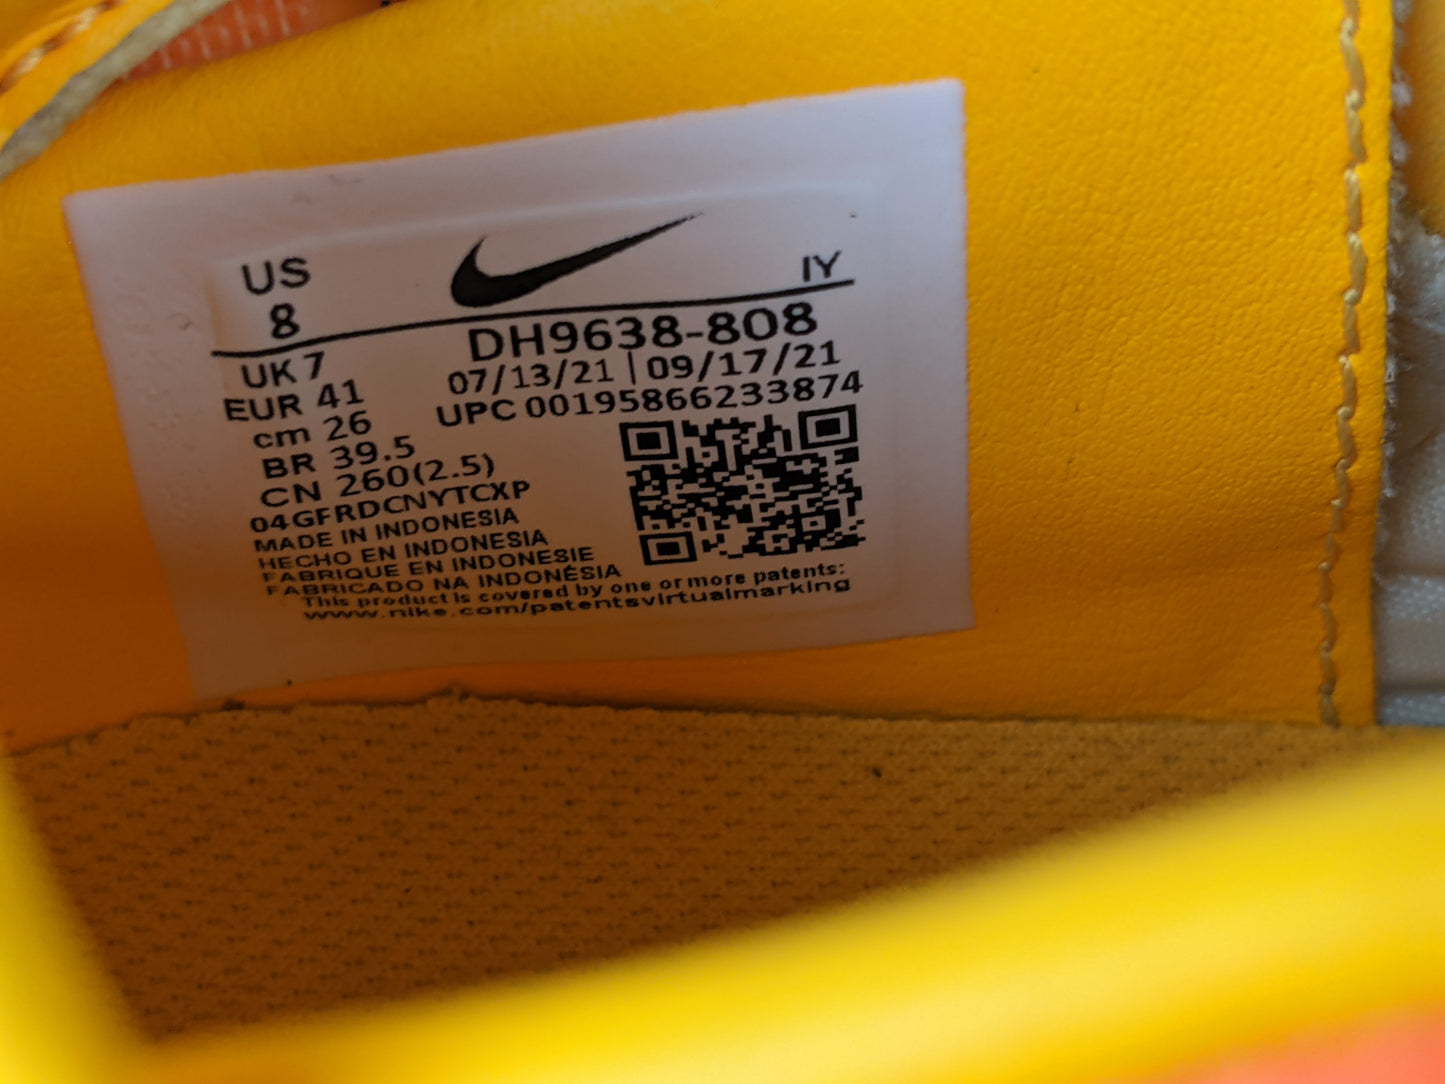 US
8
IY
UK 7
EUR 41
cm 26
BR 39.5
CN 260(2.5)
DH9638-808
07/13/21 | 09/17/21
UPC 00195866233874
04GFRDCNYTCXP
MADE IN INDONESIA
HECHO EN INDONESIA
FABRIQUE EN INDONESIE
FABRICADO NA INDONÉSIA
This product is covered by one or more patents:
www.nike.com/patentsvirtualmarking